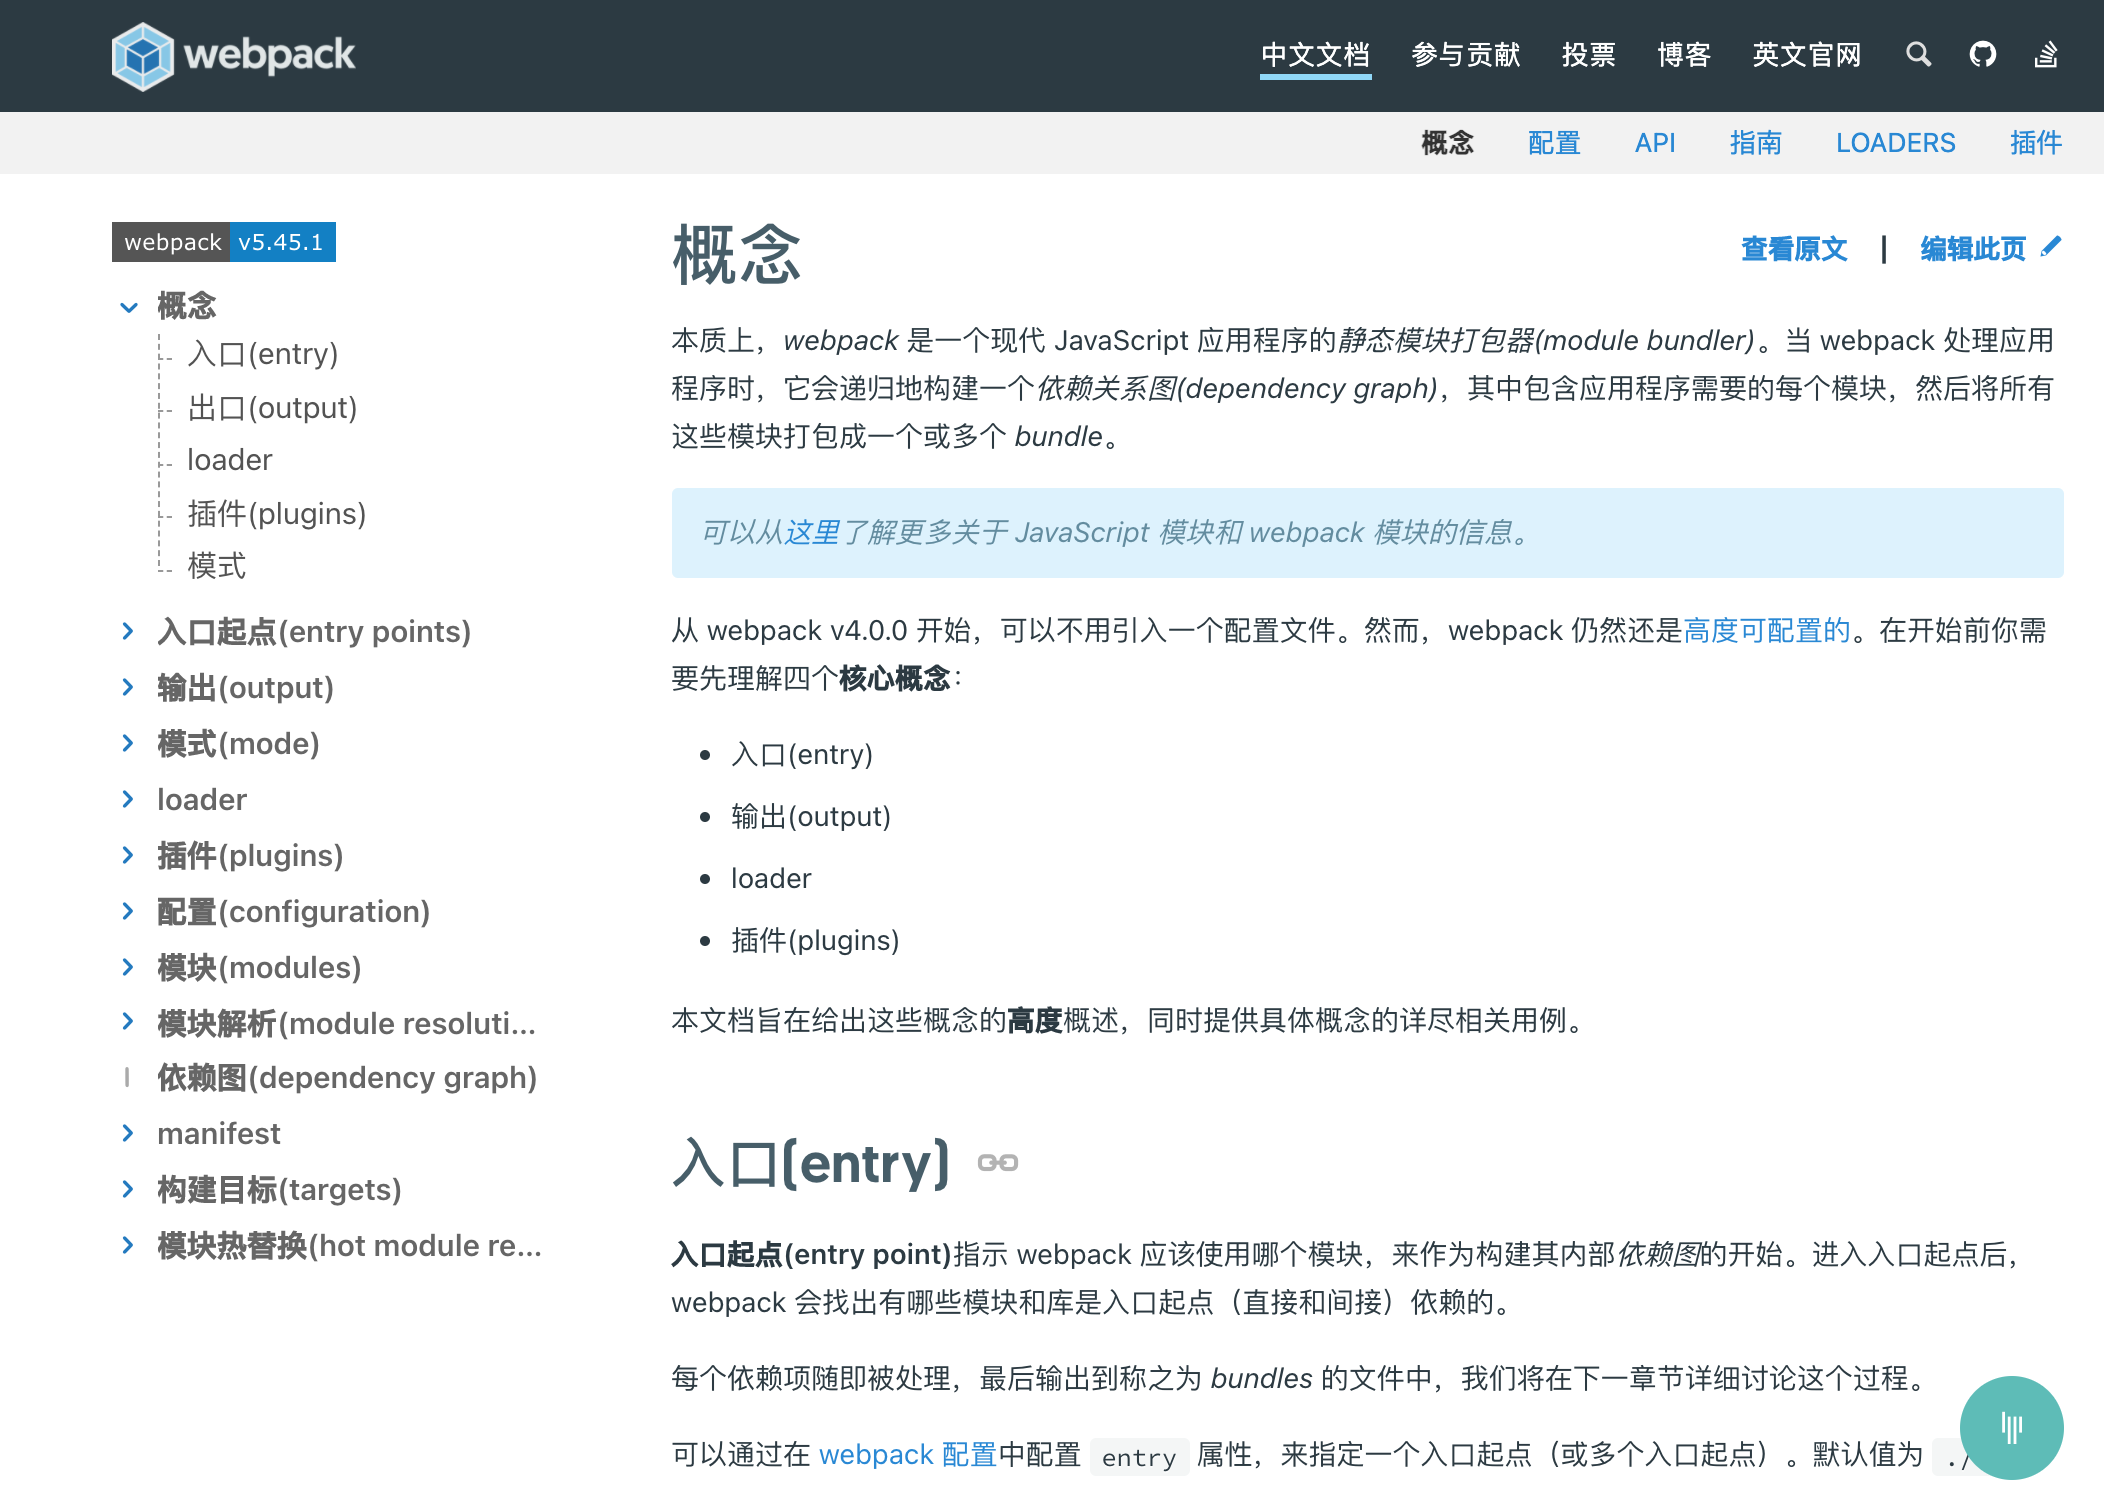 webpack
中文文档 参与贡献 投票 博客 英文官网
概念 配置 API 指南 LOADERS 插件
webpack v5.45.1
概念
入口(entry)
出口(output)
loader
插件(plugins)
模式
入口起点(entry points)
输出(output)
模式(mode)
loader
插件(plugins)
配置(configuration)
模块(modules)
模块解析(module resoluti...
依赖图(dependency graph)
manifest
构建目标(targets)
模块热替换(hot module re...
概念
查看原文 | 编辑此页
本质上，webpack 是一个现代 JavaScript 应用程序的静态模块打包器(module bundler)。当 webpack 处理应用
程序时，它会递归地构建一个依赖关系图(dependency graph)，其中包含应用程序需要的每个模块，然后将所有
这些模块打包成一个或多个 bundle。
可以从这里了解更多关于 JavaScript 模块和 webpack 模块的信息。
从 webpack v4.0.0 开始，可以不用引入一个配置文件。然而，webpack 仍然还是高度可配置的。在开始前你需
要先理解四个核心概念：
• 入口(entry)
• 输出(output)
• loader
• 插件(plugins)
本文档旨在给出这些概念的高度概述，同时提供具体概念的详尽相关用例。
入口(entry)
入口起点(entry point)指示 webpack 应该使用哪个模块，来作为构建其内部依赖图的开始。进入入口起点后，
webpack 会找出有哪些模块和库是入口起点（直接和间接）依赖的。
每个依赖项随即被处理，最后输出到称之为 bundles 的文件中，我们将在下一章节详细讨论这个过程。
可以通过在 webpack 配置中配置 entry 属性，来指定一个入口起点（或多个入口起点）。默认值为 ./